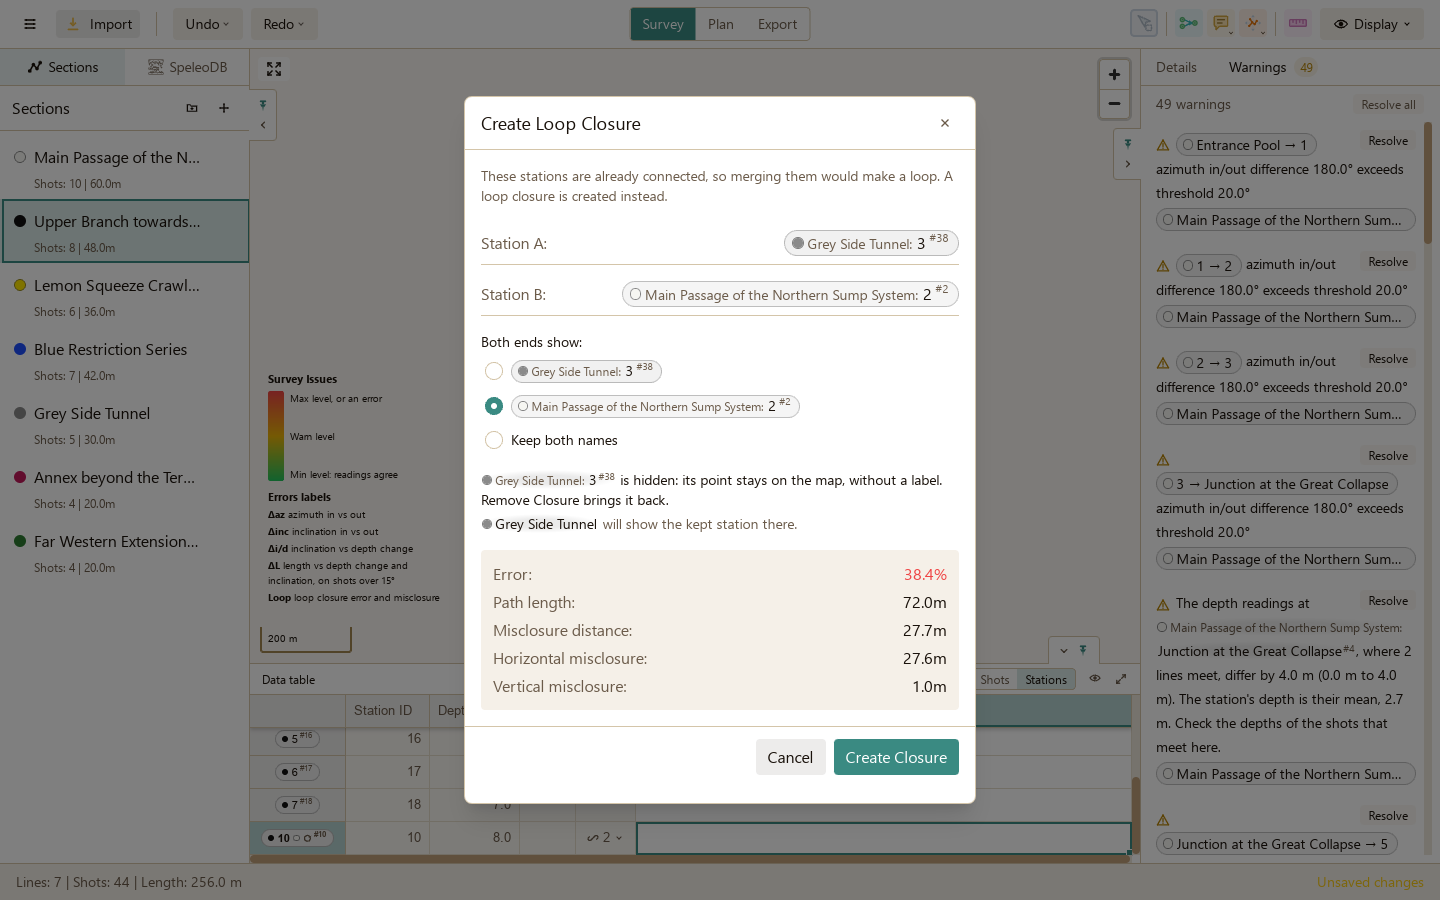 Import
Undo
Redo
Survey
Plan
Export
Display
Sections
SpeleoDB
Sections
Main Passage of the N...
Shots: 10 | 60.0m
Upper Branch towards...
Shots: 8 | 48.0m
Lemon Squeeze Crawl...
Shots: 6 | 36.0m
Blue Restriction Series
Shots: 7 | 42.0m
Grey Side Tunnel
Shots: 5 | 30.0m
Annex beyond the Ter...
Shots: 4 | 20.0m
Far Western Extension...
Shots: 4 | 20.0m
Survey Issues
Max level, or an error
Warn level
Min level: readings agree
Errors labels
Δaz azimuth in vs out
Δinc inclination in vs out
Δi/d inclination vs depth change
ΔL length vs depth change and
inclination, on shots over 15°
Loop loop closure error and misclosure
200 m
Create Loop Closure
×
These stations are already connected, so merging them would make a loop. A
loop closure is created instead.
Station A:
Grey Side Tunnel: 3 #38
Station B:
Main Passage of the Northern Sump System: 2 #2
Both ends show:
Grey Side Tunnel: 3 #38
Main Passage of the Northern Sump System: 2 #2
Keep both names
Grey Side Tunnel: 3 #38 is hidden: its point stays on the map, without a label.
Remove Closure brings it back.
Grey Side Tunnel will show the kept station there.
Error: 38.4%
Path length: 72.0m
Misclosure distance: 27.7m
Horizontal misclosure: 27.6m
Vertical misclosure: 1.0m
Cancel
Create Closure
Data table
Shots
Stations
Station ID
5 #16
16
6 #17
17
7 #18
18
10 #10
10
8.0
2
Details
Warnings 49
49 warnings
Resolve all
Entrance Pool → 1
Resolve
azimuth in/out difference 180.0° exceeds
threshold 20.0°
Main Passage of the Northern Sum...
1 → 2 azimuth in/out
Resolve
difference 180.0° exceeds threshold 20.0°
Main Passage of the Northern Sum...
2 → 3 azimuth in/out
Resolve
difference 180.0° exceeds threshold 20.0°
Main Passage of the Northern Sum...
Resolve
3 → Junction at the Great Collapse
azimuth in/out difference 180.0° exceeds
threshold 20.0°
Main Passage of the Northern Sum...
The depth readings at
Resolve
Main Passage of the Northern Sump System:
Junction at the Great Collapse #4, where 2
lines meet, differ by 4.0 m (0.0 m to 4.0
m). The station's depth is their mean, 2.7
m. Check the depths of the shots that
meet here.
Main Passage of the Northern Sum...
Resolve
Junction at the Great Collapse → 5
Lines: 7 | Shots: 44 | Length: 256.0 m
Unsaved changes